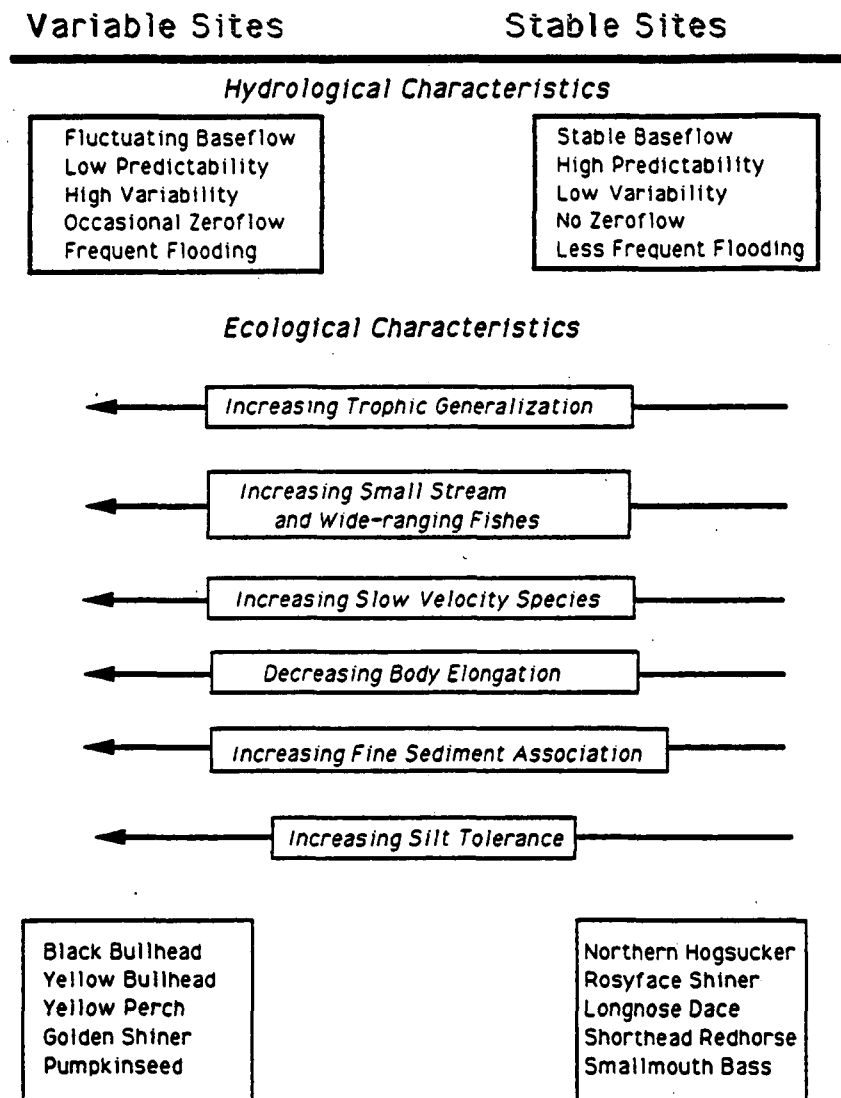 Variable Sites Stable Sites
Hydrological Characteristics
Fluctuating Baseflow
Low Predictability
High Variability
Occasional Zeroflow
Frequent Flooding
Stable Baseflow
High Predictability
Low Variability
No Zeroflow
Less Frequent Flooding
Ecological Characteristics
Increasing Trophic Generalization
Increasing Small Stream
and Wide-ranging Fishes
Increasing Slow Velocity Species
Decreasing Body Elongation
Increasing Fine Sediment Association
Increasing Silt Tolerance
Black Bullhead
Yellow Bullhead
Yellow Perch
Golden Shiner
Pumpkinseed
Northern Hogsucker
Rosyface Shiner
Longnose Dace
Shorthead Redhorse
Smallmouth Bass